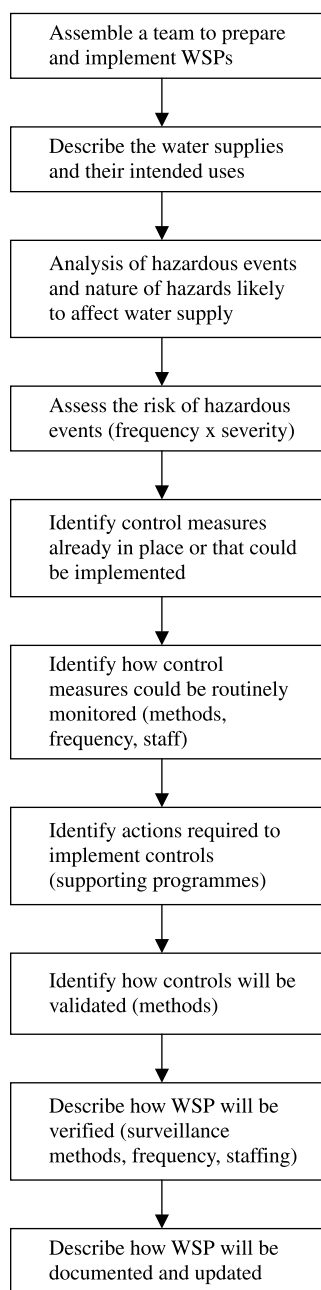 Assemble a team to prepare
and implement WSPs
Describe the water supplies
and their intended uses
Analysis of hazardous events
and nature of hazards likely
to affect water supply
Assess the risk of hazardous
events (frequency x severity)
Identify control measures
already in place or that could
be implemented
Identify how control
measures could be routinely
monitored (methods,
frequency, staff)
Identify actions required to
implement controls
(supporting programmes)
Identify how controls will be
validated (methods)
Describe how WSP will be
verified (surveillance
methods, frequency, staffing)
Describe how WSP will be
documented and updated